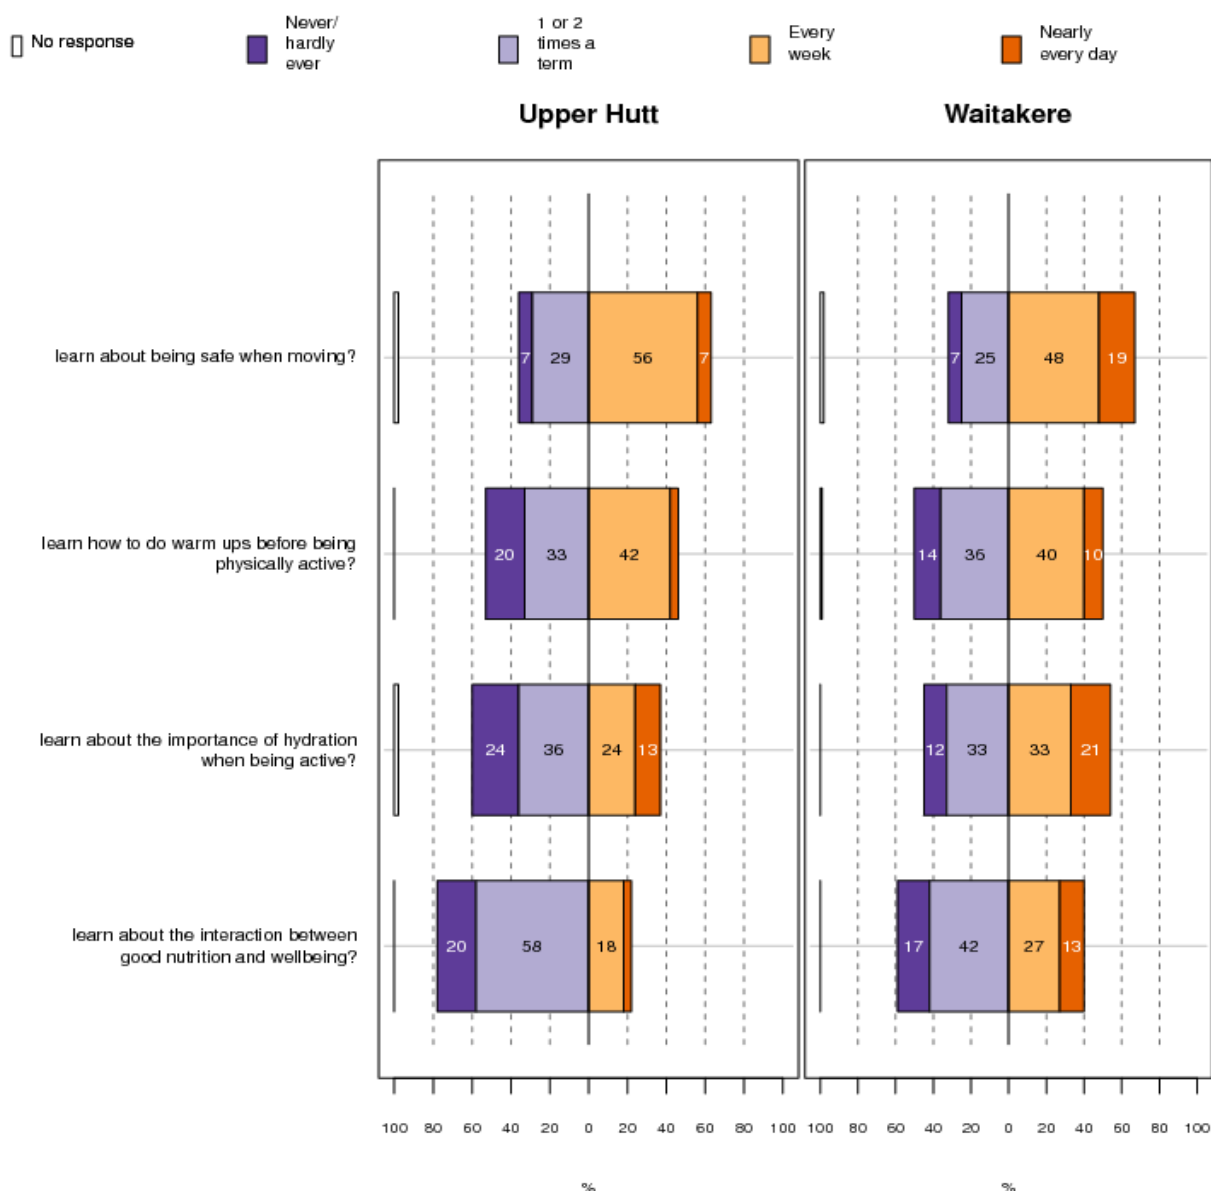 No response
Never/
hardly
ever
1 or 2
times a
term
Every
week
Nearly
every day
Upper Hutt
Waitakere
learn about being safe when moving?
7 29 56 7
7 25 48 19
learn how to do warm ups before being
physically active?
20 33 42
14 36 40 10
learn about the importance of hydration
when being active?
24 36 24 13
12 33 33 21
learn about the interaction between
good nutrition and wellbeing?
20 58 18
17 42 27 13
100 80 60 40 20 0 20 40 60 80 100
100 80 60 40 20 0 20 40 60 80 100
%
%